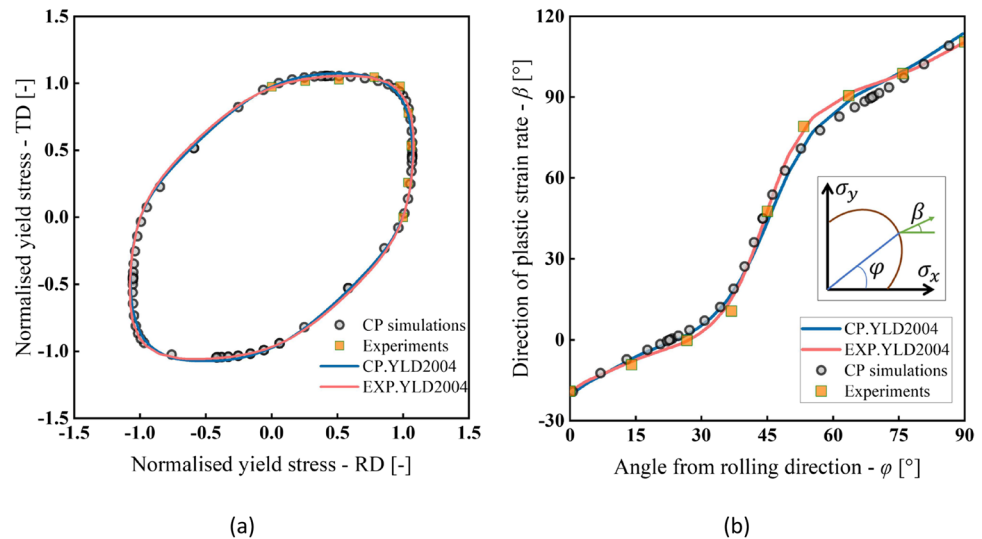 1.5
1.0
0.5
0.0
-0.5
-1.0
-1.5
-1.5
-1.0
-0.5
0.0
0.5
1.0
1.5
Normalised yield stress - TD [-]
Normalised yield stress - RD [-]
CP simulations
Experiments
CP.YLD2004
EXP.YLD2004
(a)
120
90
60
30
0
-30
0
15
30
45
60
75
90
Direction of plastic strain rate - β [°]
Angle from rolling direction - φ [°]
σy
β
φ
σx
CP.YLD2004
EXP.YLD2004
CP simulations
Experiments
(b)